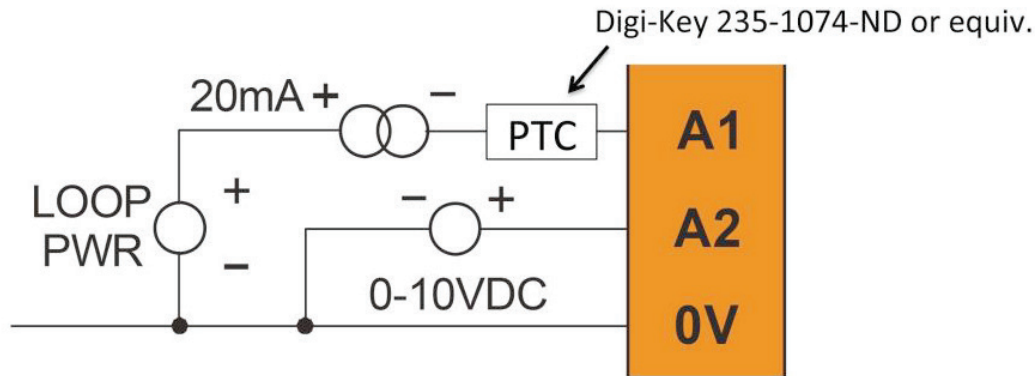 Digi-Key 235-1074-ND or equiv.
20mA + −
PTC
A1
LOOP
PWR
+
−
− +
A2
0-10VDC
0V